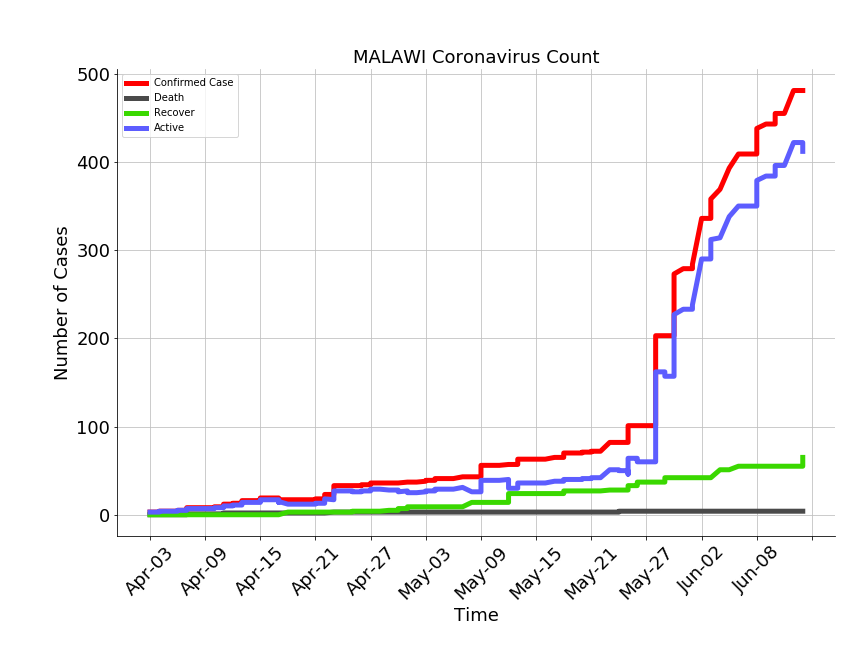 MALAWI Coronavirus Count
Confirmed Case
Death
Recover
Active
500
400
300
200
100
0
Number of Cases
Apr-03
Apr-09
Apr-15
Apr-21
Apr-27
May-03
May-09
May-15
May-21
May-27
Jun-02
Jun-08
Time